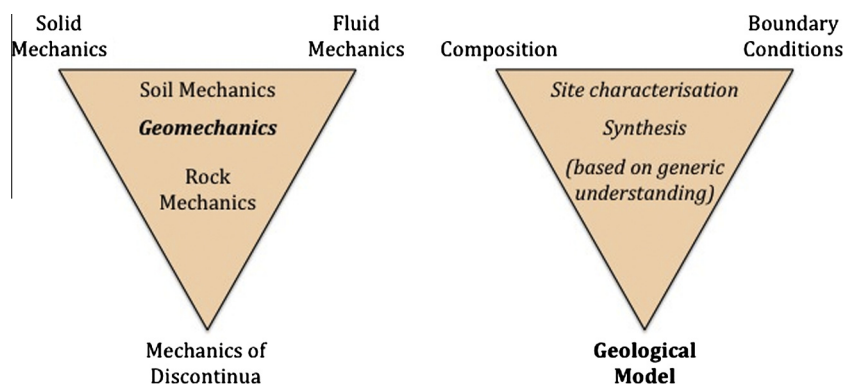 Solid
Mechanics
Fluid
Mechanics
Soil Mechanics
Geomechanics
Rock
Mechanics
Mechanics of
Discontinua
Composition
Boundary
Conditions
Site characterisation
Synthesis
(based on generic
understanding)
Geological
Model